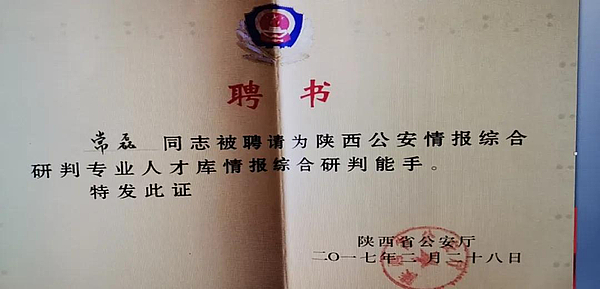 聘书
常磊 同志被聘请为陕西公安情报综合
研判专业人才库情报综合研判能手。
特发此证
陕西省公安厅
二〇一七年二月二十八日